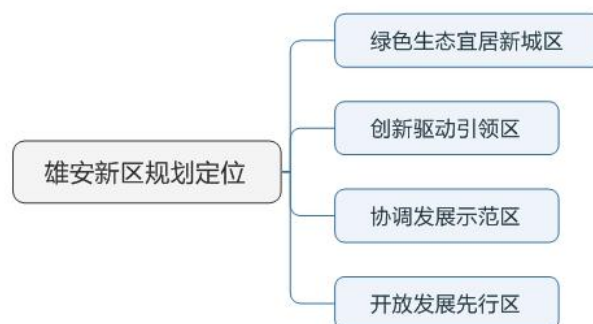 雄安新区规划定位
绿色生态宜居新城区
创新驱动引领区
协调发展示范区
开放发展先行区